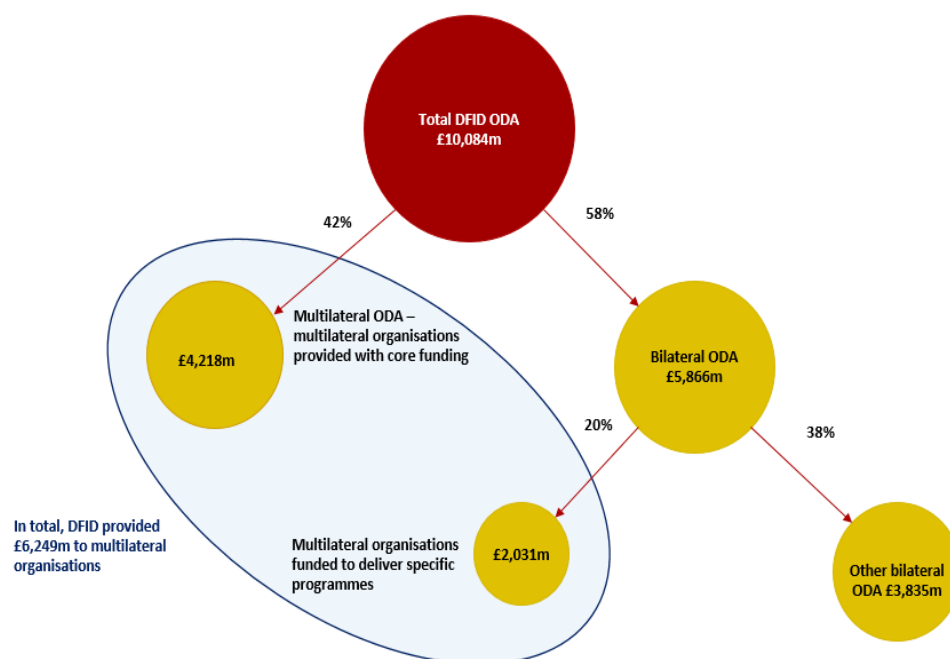 Total DFID ODA
£10,084m
42%
58%
£4,218m
Multilateral ODA –
multilateral organisations
provided with core funding
Bilateral ODA
£5,866m
20%
38%
In total, DFID provided
£6,249m to multilateral
organisations
Multilateral organisations
funded to deliver specific
programmes
£2,031m
Other bilateral
ODA £3,835m